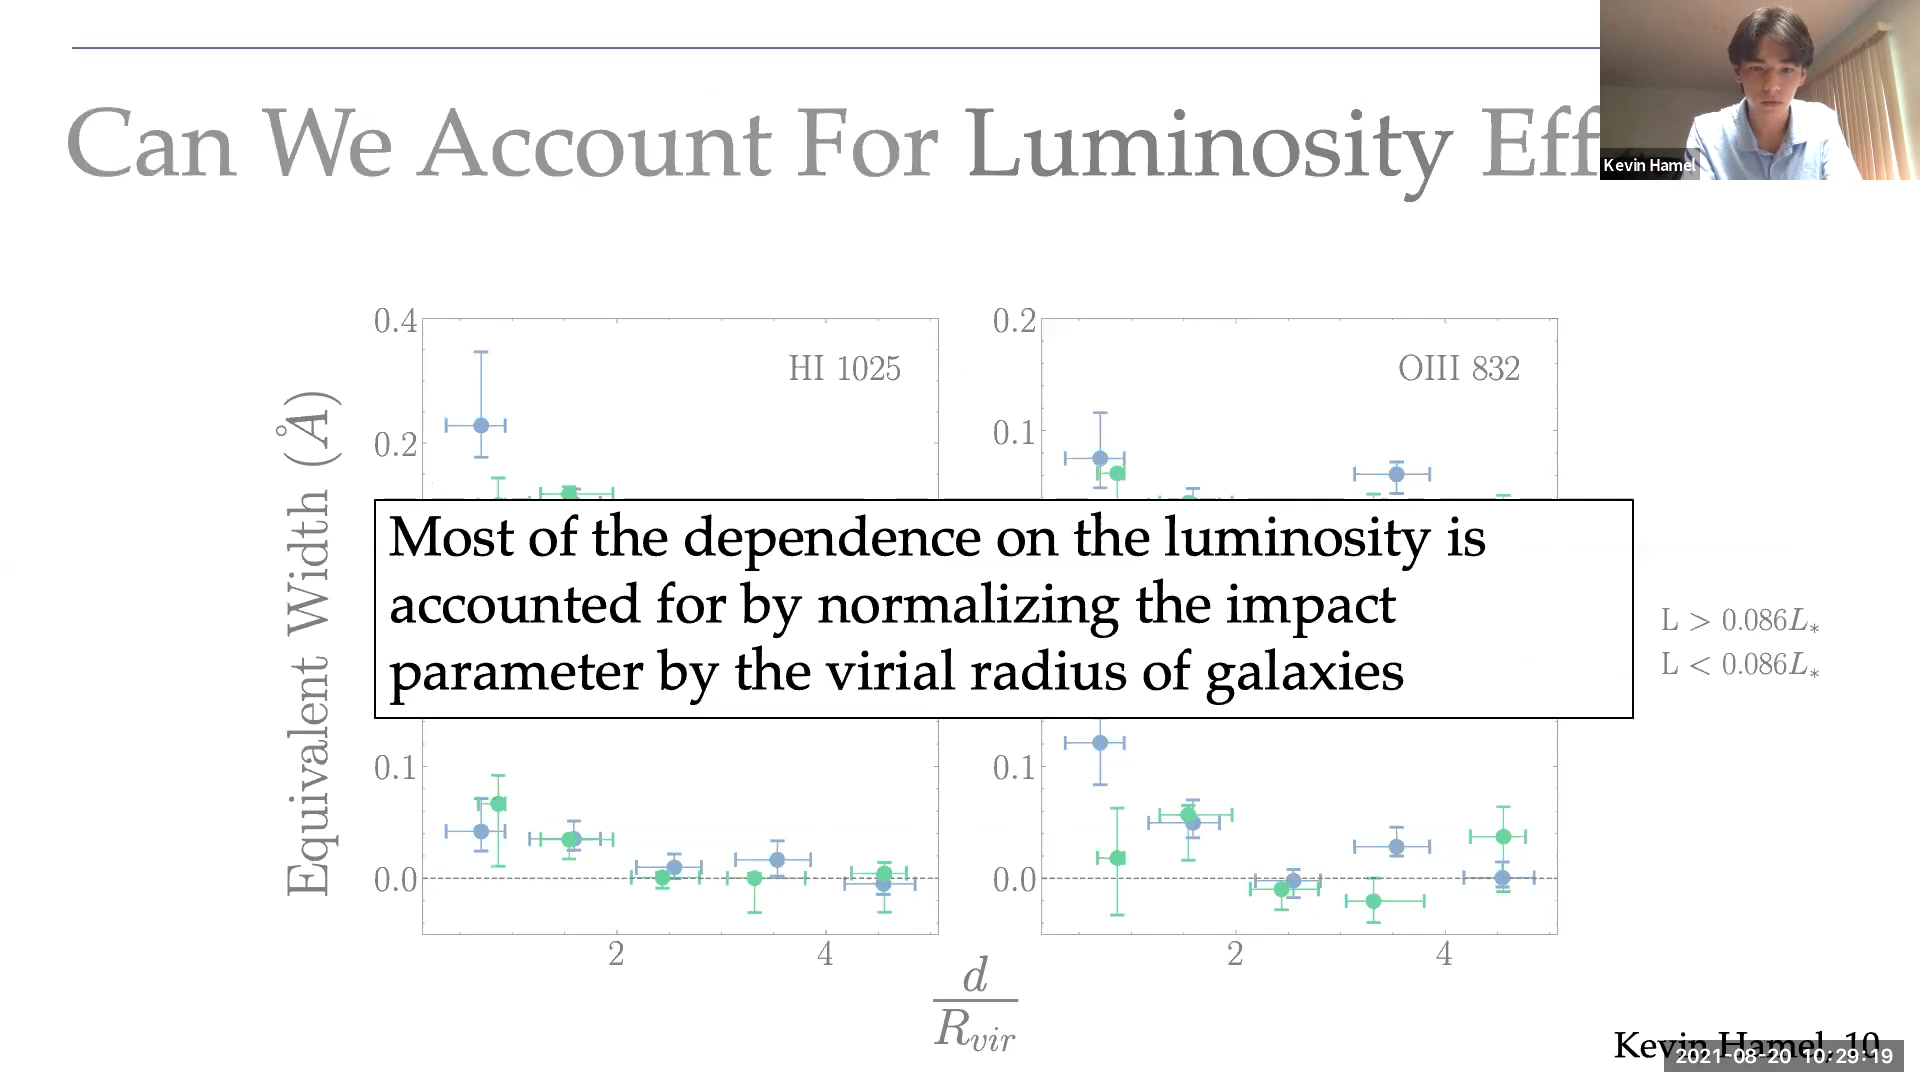 Can We Account For Luminosity Eff
Kevin Hamel
0.4
0.2
HI 1025
0.2
0.1
OIII 832
Equivalent Width (Å)
Most of the dependence on the luminosity is
accounted for by normalizing the impact
parameter by the virial radius of galaxies
L > 0.086L*
L < 0.086L*
0.1
0.0
0.1
0.0
2 4
2 4
d
Rvir
Kevin Hamel, 10
2021-08-20 10:29:19